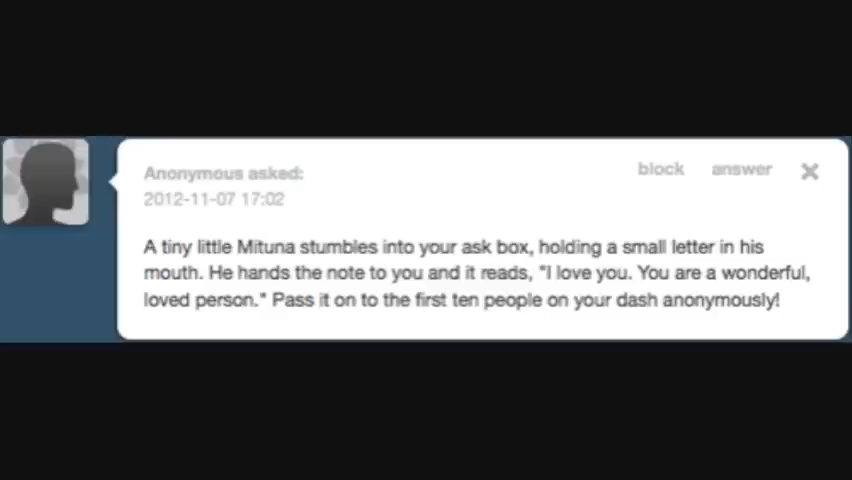 Anonymous asked:
block answer
2012-11-07 17:02
A tiny little Mituna stumbles into your ask box, holding a small letter in his
mouth. He hands the note to you and it reads, "I love you. You are a wonderful,
loved person." Pass it on to the first ten people on your dash anonymously!